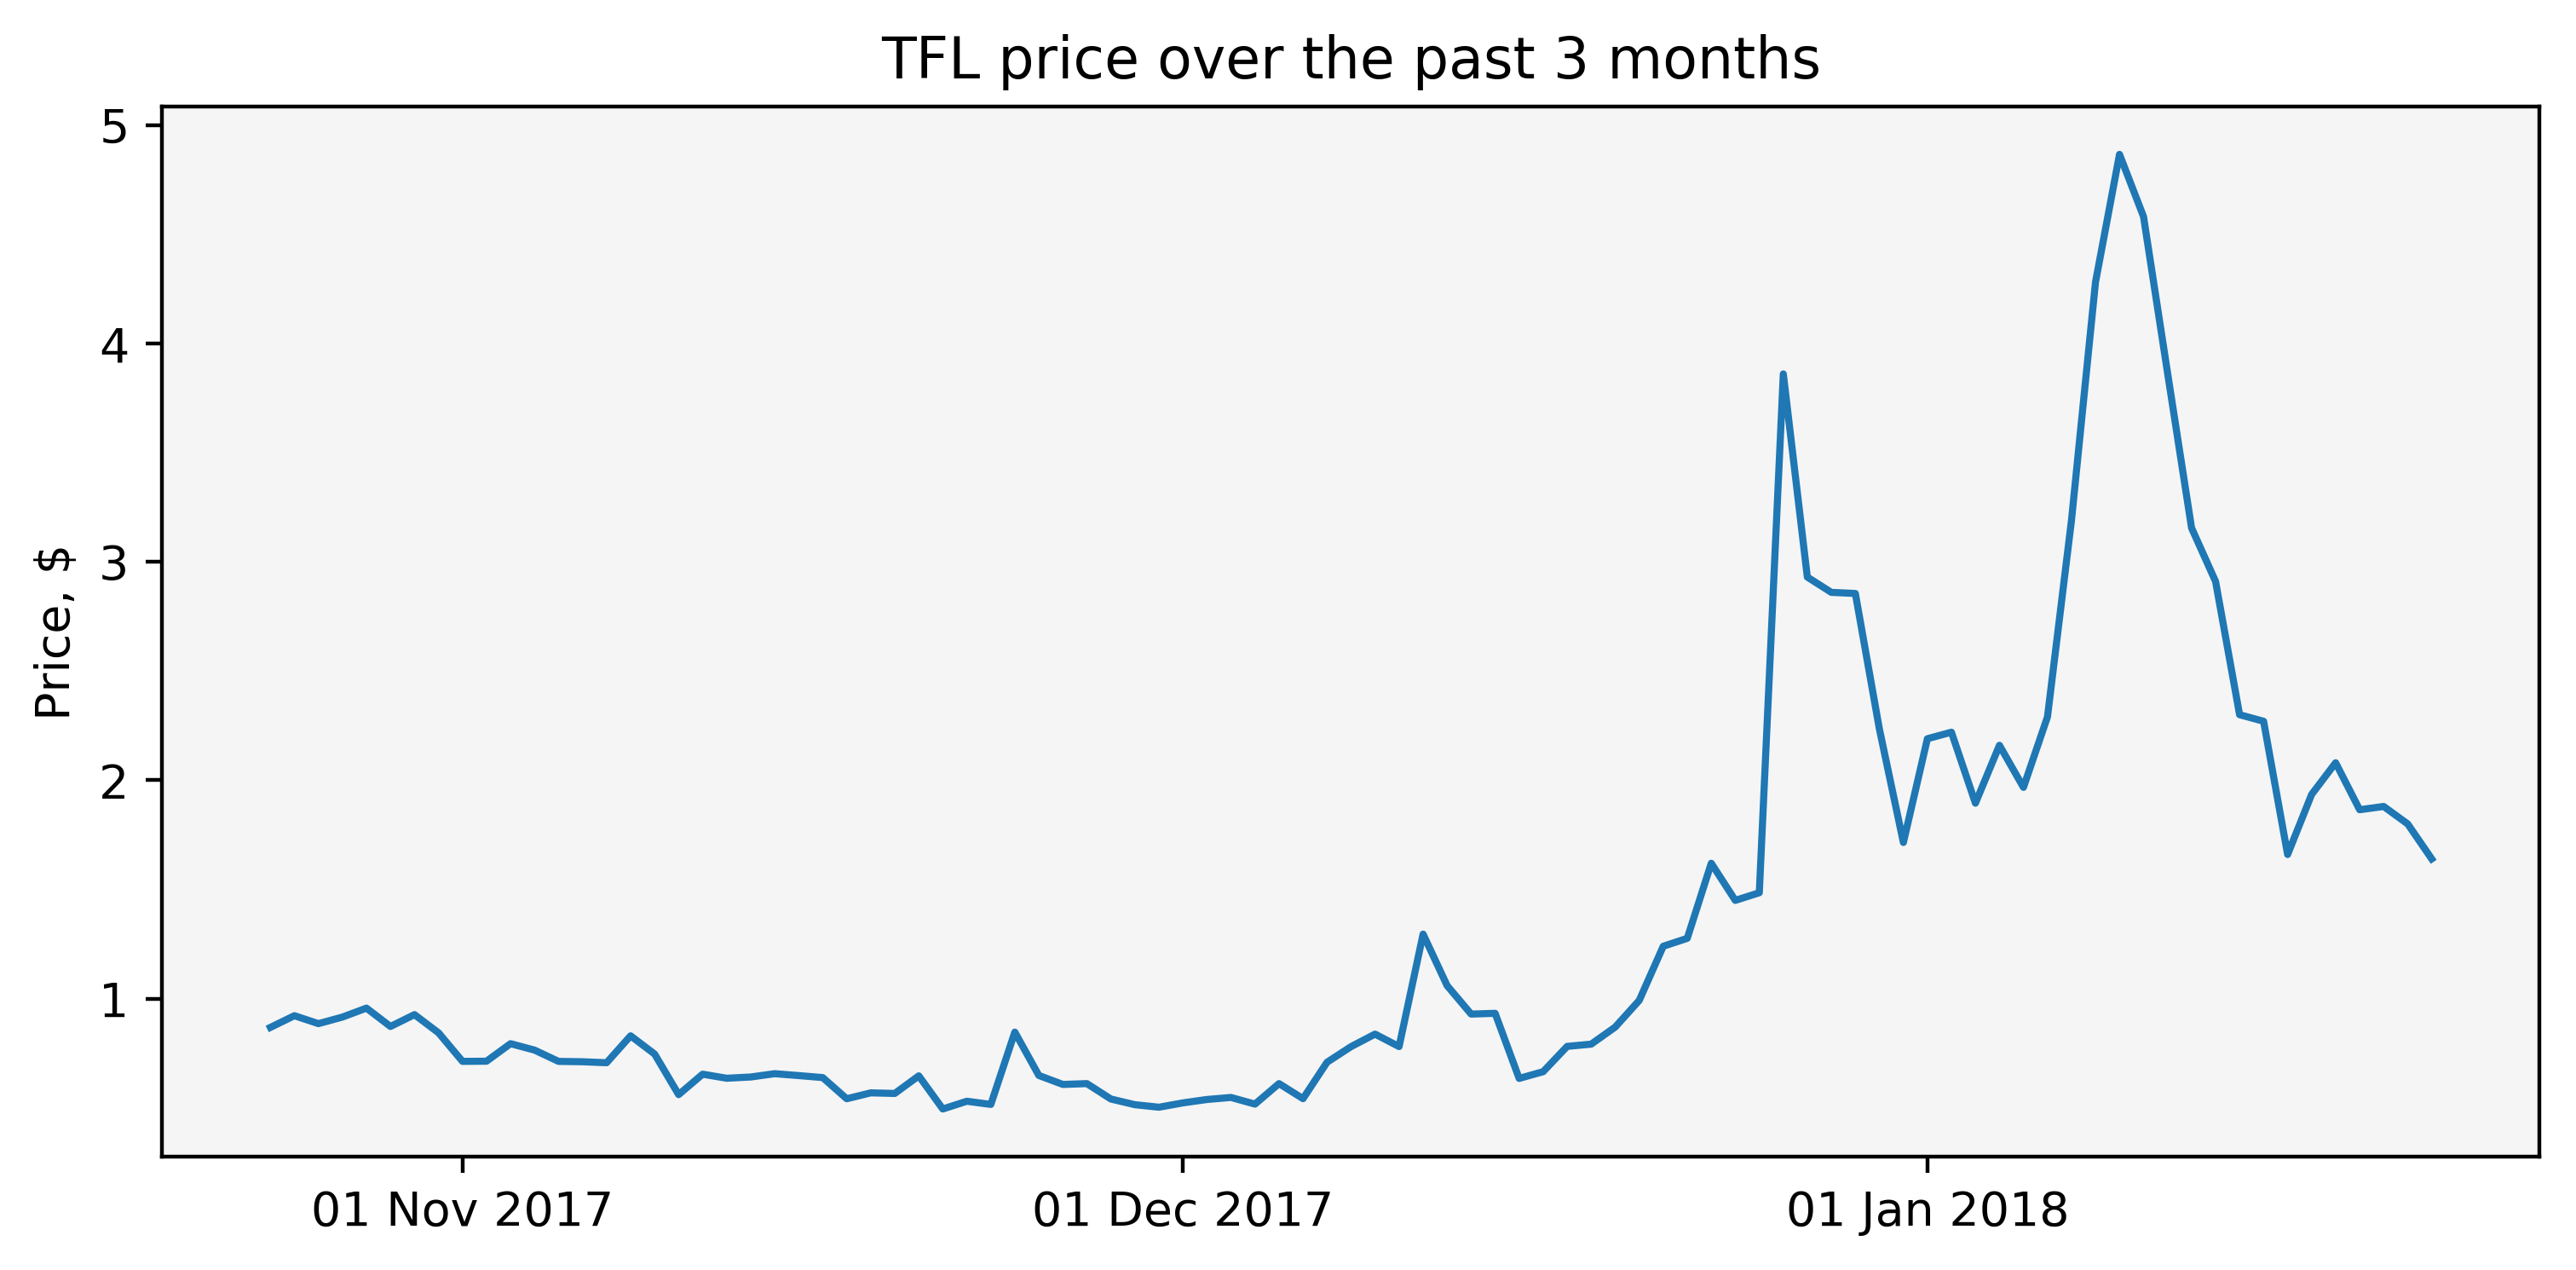 TFL price over the past 3 months
Price, $
5
4
3
2
1
01 Nov 2017
01 Dec 2017
01 Jan 2018